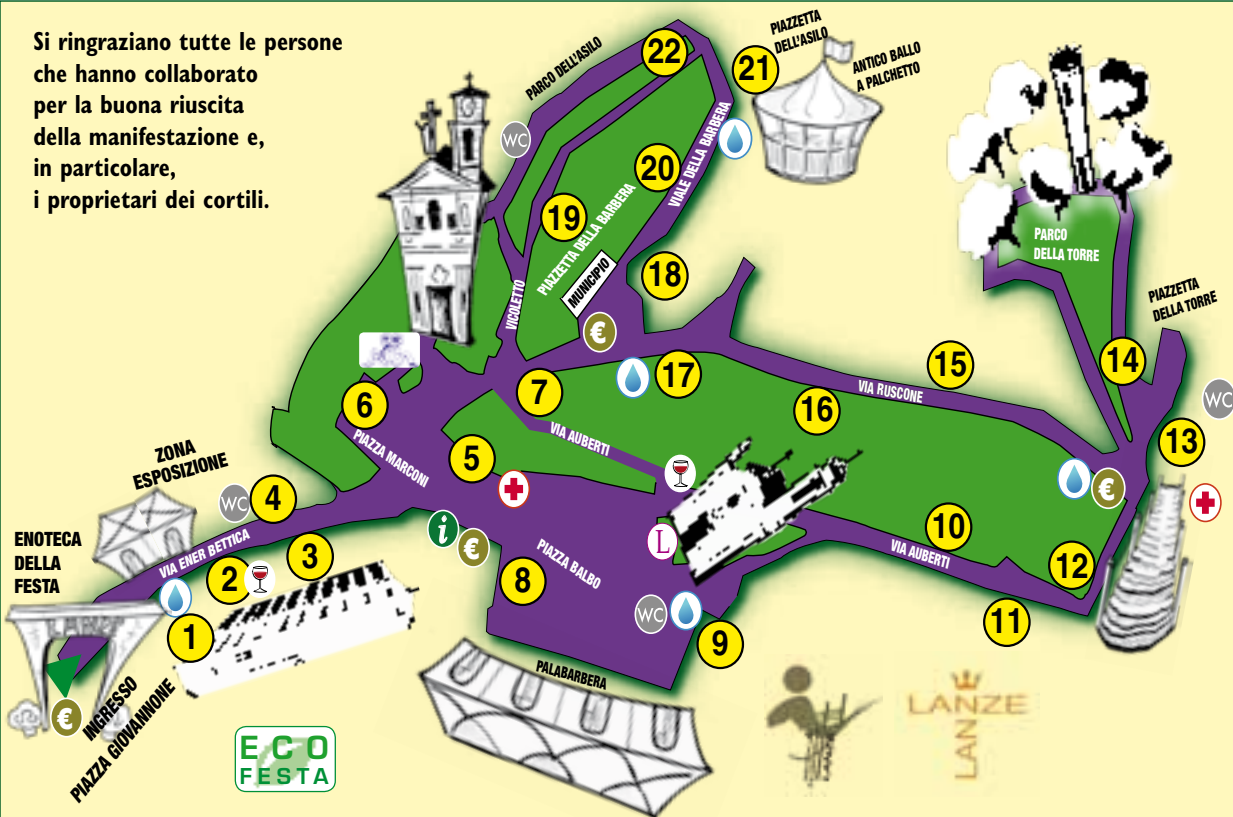 Si ringraziano tutte le persone
che hanno collaborato
per la buona riuscita
della manifestazione e,
in particolare,
i proprietari dei cortili.
PARCO DELL'ASILO
22
PIAZZETTA
DELL'ASILO
21
ANTICO BALLO
A PALCHETTO
WC
20
VIALE DELLA BARBERA
19
PIAZZETTA DELLA BARBERA
MUNICIPIO
18
VICOLETTO
€
17
PARCO
DELLA TORRE
PIAZZETTA
DELLA TORRE
14
15
VIA RUSCONE
16
WC
13
€
7
VIA AUBERTI
6
PIAZZA MARCONI
5
ZONA
ESPOSIZIONE
WC
4
VIA ENER BETTICA
3
2
1
ENOTECA
DELLA
FESTA
€
INGRESSO
PIAZZA GIOVANNONE
i
€
8
PIAZZA BALBO
L
WC
9
10
VIA AUBERTI
11
12
PALABARBERA
ECO
FESTA
LANZE
LANZE